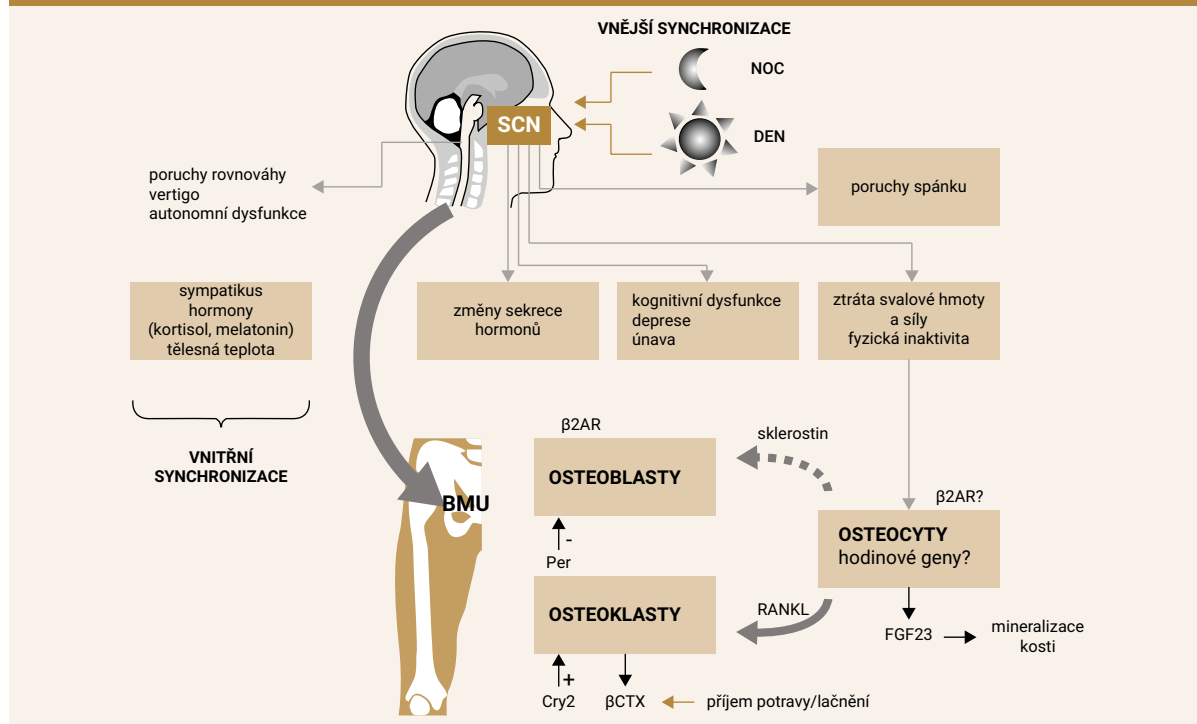 VNĚJŠÍ SYNCHRONIZACE
NOC
SCN
DEN
poruchy rovnováhy
vertigo
autonomní dysfunkce
poruchy spánku
sympatikus
hormony
(kortisol, melatonin)
tělesná teplota
změny sekrece
hormonů
kognitivní dysfunkce
deprese
únava
ztráta svalové hmoty
a síly
fyzická inaktivita
VNITŘNÍ
SYNCHRONIZACE
BMU
β2AR
OSTEOBLASTY
-
Per
sklerostin
β2AR?
OSTEOCYTY
hodinové geny?
OSTEOKLASTY
RANKL
FGF23
mineralizace
kosti
+
Cry2
βCTX
příjem potravy/lačnění